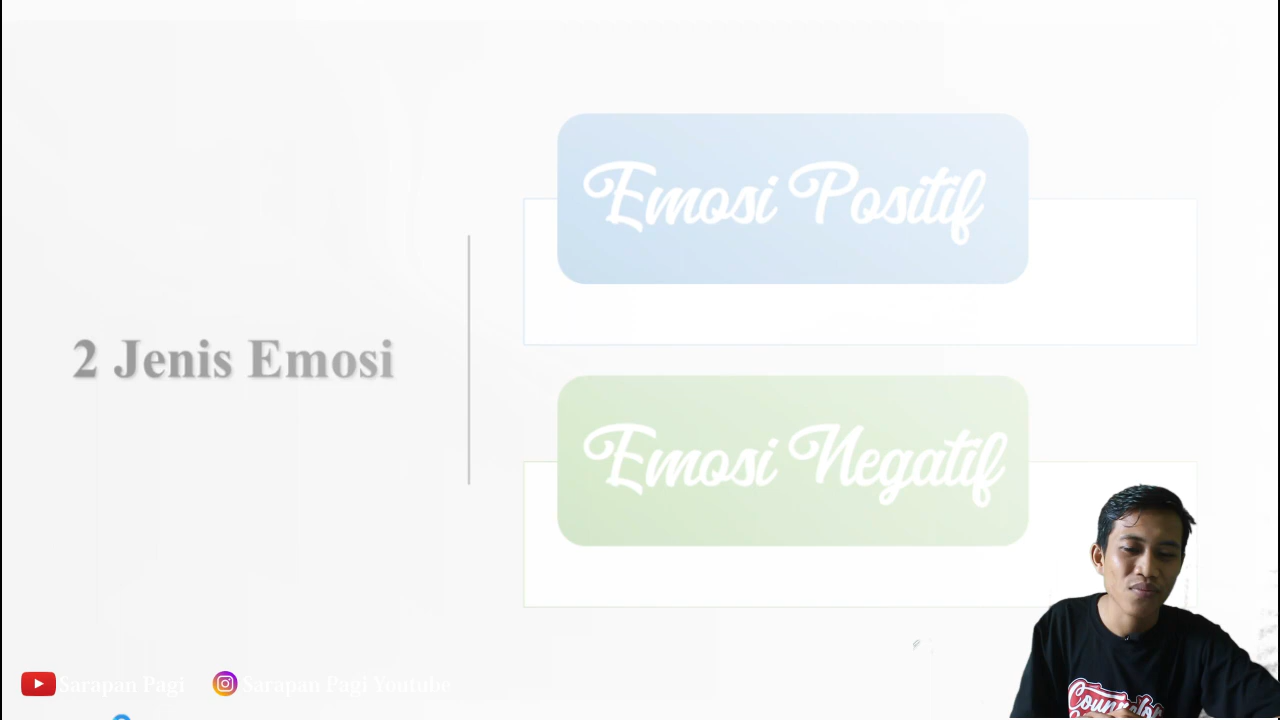 Emosi Positif
2 Jenis Emosi
Emosi Negatif
Sarapan Pagi
Sarapan Pagi Youtube